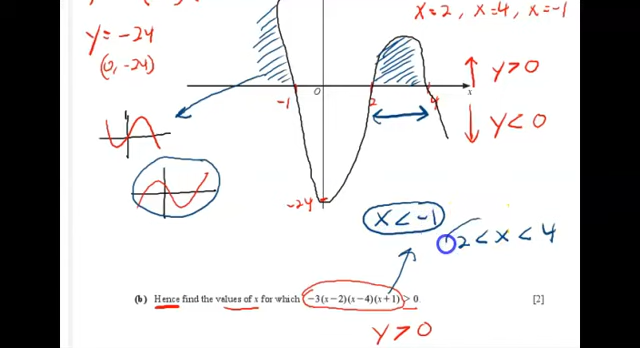 x=2, x=4, x=-1
y=-24
(0, -24)
y>0
-1
O
2
4
x
y<0
-24
x<-1
2<x<4
(b) Hence find the values of x for which −3(x−2)(x−4)(x+1) > 0. [2]
y>0